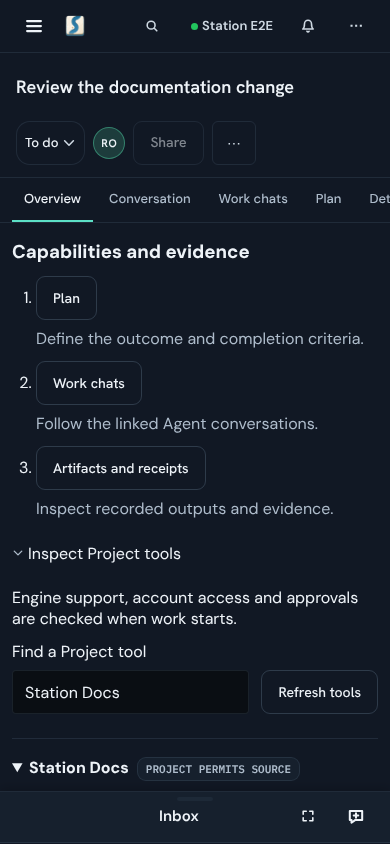 Station E2E
Review the documentation change
To do
RO
Share
Overview
Conversation
Work chats
Plan
Det
Capabilities and evidence
1. Plan
Define the outcome and completion criteria.
2. Work chats
Follow the linked Agent conversations.
3. Artifacts and receipts
Inspect recorded outputs and evidence.
Inspect Project tools
Engine support, account access and approvals
are checked when work starts.
Find a Project tool
Station Docs
Refresh tools
Station Docs
PROJECT PERMITS SOURCE
Inbox